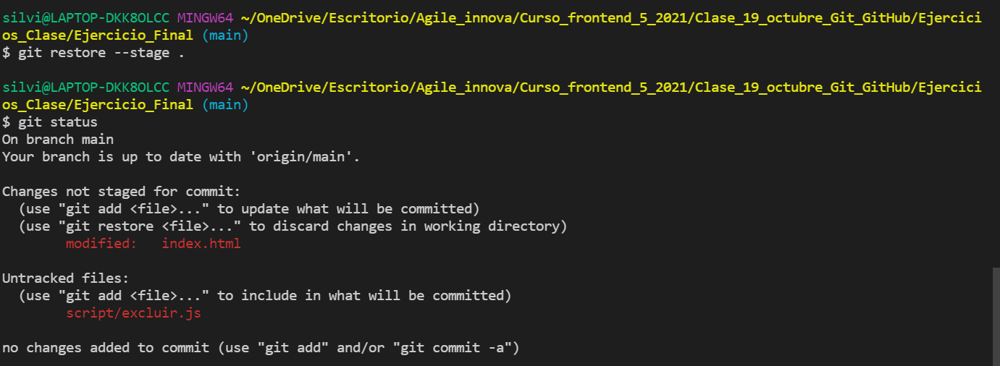 silvi@LAPTOP-DKK8OLCC MINGW64 ~/OneDrive/Escritorio/Agile_innova/Curso_frontend_5_2021/Clase_19_octubre_Git_GitHub/Ejercici
os_Clase/Ejercicio_Final (main)
$ git restore --stage .
silvi@LAPTOP-DKK8OLCC MINGW64 ~/OneDrive/Escritorio/Agile_innova/Curso_frontend_5_2021/Clase_19_octubre_Git_GitHub/Ejercici
os_Clase/Ejercicio_Final (main)
$ git status
On branch main
Your branch is up to date with 'origin/main'.
Changes not staged for commit:
(use "git add <file>..." to update what will be committed)
(use "git restore <file>..." to discard changes in working directory)
modified: index.html
Untracked files:
(use "git add <file>..." to include in what will be committed)
script/excluir.js
no changes added to commit (use "git add" and/or "git commit -a")